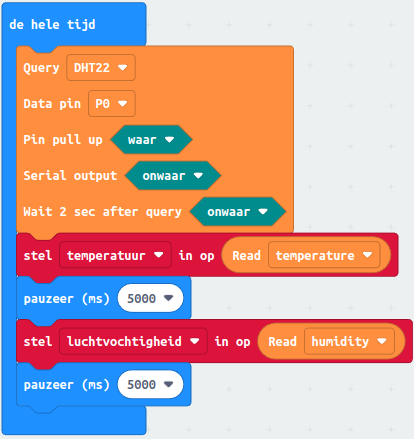 de hele tijd
Query DHT22
Data pin P0
Pin pull up waar
Serial output onwaar
Wait 2 sec after query onwaar
stel temperatuur in op Read temperature
pauzeer (ms) 5000
stel luchtvochtigheid in op Read humidity
pauzeer (ms) 5000